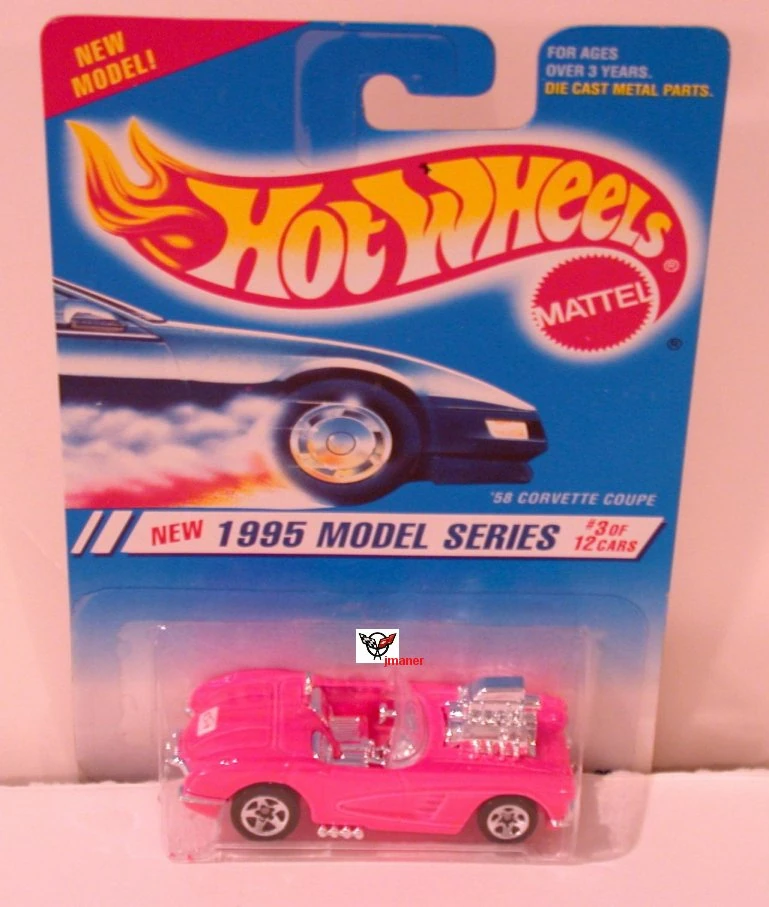 NEW
MODEL!
FOR AGES
OVER 3 YEARS.
DIE CAST METAL PARTS.
HOT WHEELS®
MATTEL
®
'58 CORVETTE COUPE
NEW 1995 MODEL SERIES #3 OF
12 CARS
jmaner